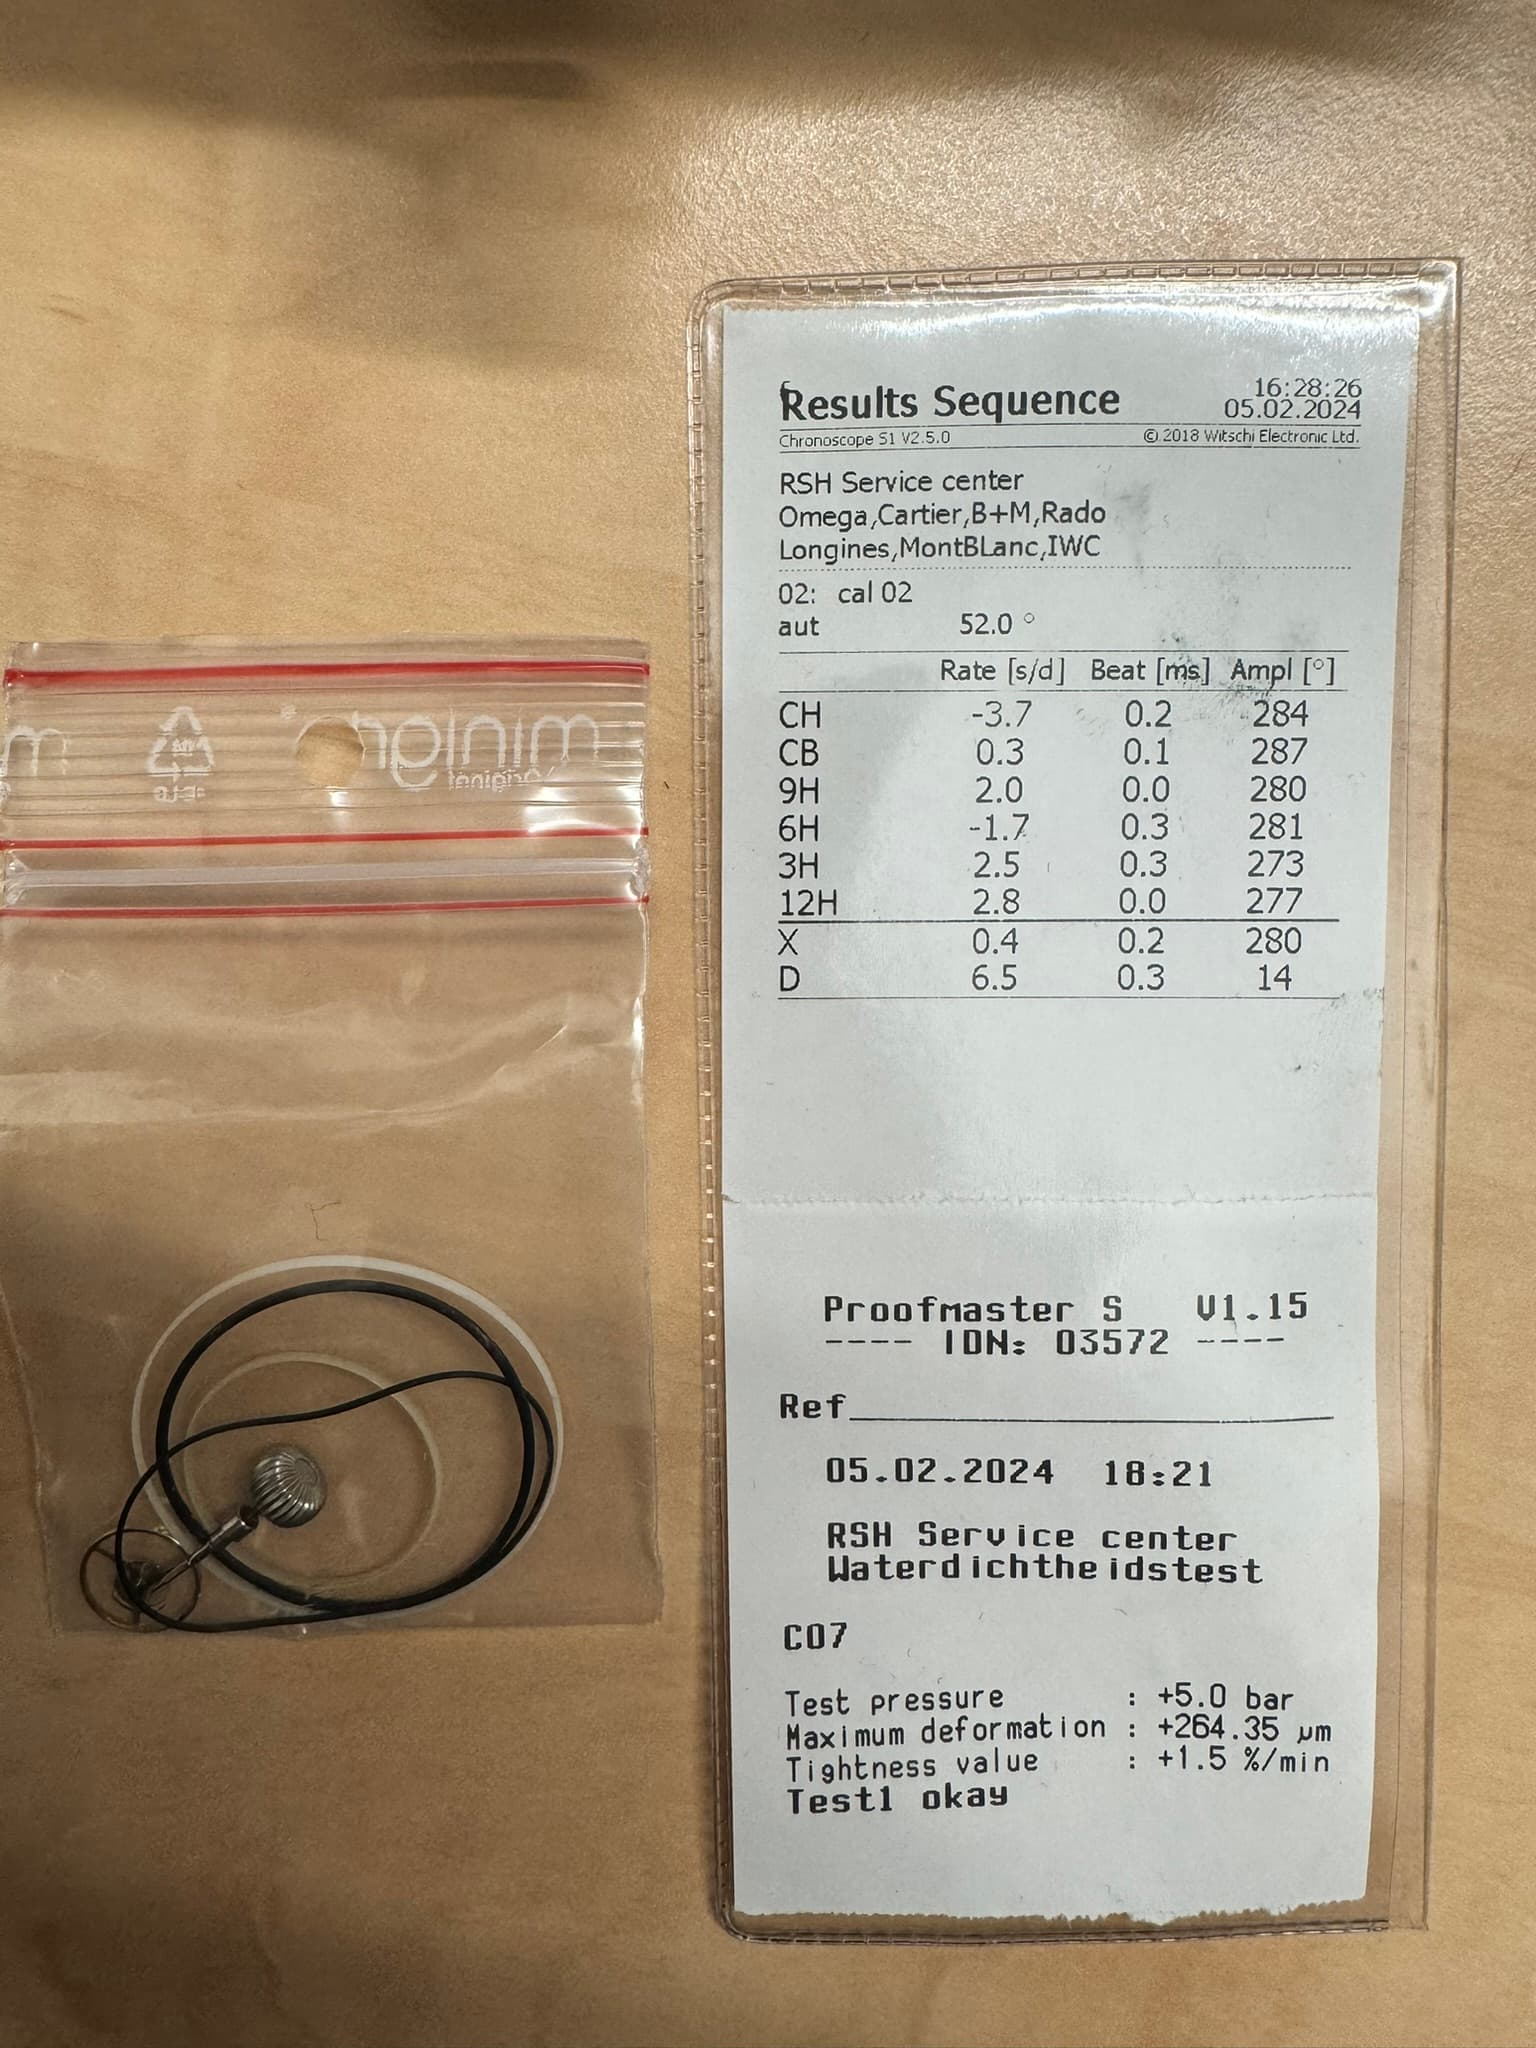 minigrip
Original
Results Sequence 16:28:26
05.02.2024
Chronoscope S1 V2.5.0 © 2018 Witschi Electronic Ltd.
RSH Service center
Omega,Cartier,B+M,Rado
Longines,MontBLanc,IWC
02: cal 02
aut 52.0 °
Rate [s/d] Beat [ms] Ampl [°]
CH -3.7 0.2 284
CB 0.3 0.1 287
9H 2.0 0.0 280
6H -1.7 0.3 281
3H 2.5 0.3 273
12H 2.8 0.0 277
X 0.4 0.2 280
D 6.5 0.3 14
Proofmaster S V1.15
---- IDN: 03572 ----
Ref
05.02.2024 18:21
RSH Service center
Waterdichtheidstest
C07
Test pressure : +5.0 bar
Maximum deformation : +264.35 µm
Tightness value : +1.5 %/min
Test1 okay